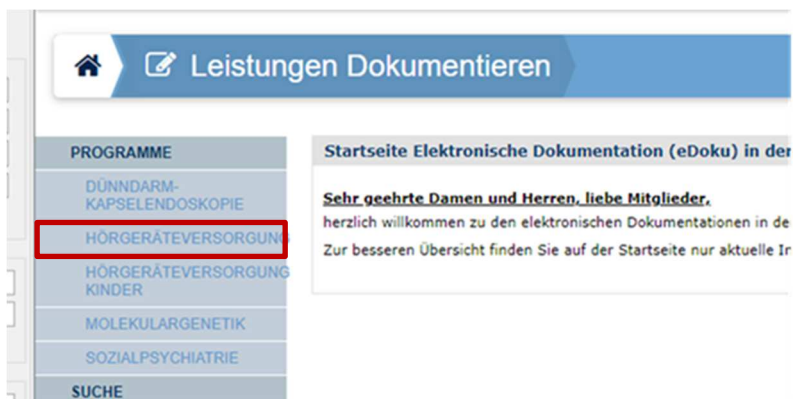 Leistungen Dokumentieren
PROGRAMME
DÜNNDARM-
KAPSELENDOSKOPIE
HÖRGERÄTEVERSORGUNG
HÖRGERÄTEVERSORGUNG
KINDER
MOLEKULARGENETIK
SOZIALPSYCHIATRIE
SUCHE
Startseite Elektronische Dokumentation (eDoku) in der
Sehr geehrte Damen und Herren, liebe Mitglieder,
herzlich willkommen zu den elektronischen Dokumentationen in de
Zur besseren Übersicht finden Sie auf der Startseite nur aktuelle In